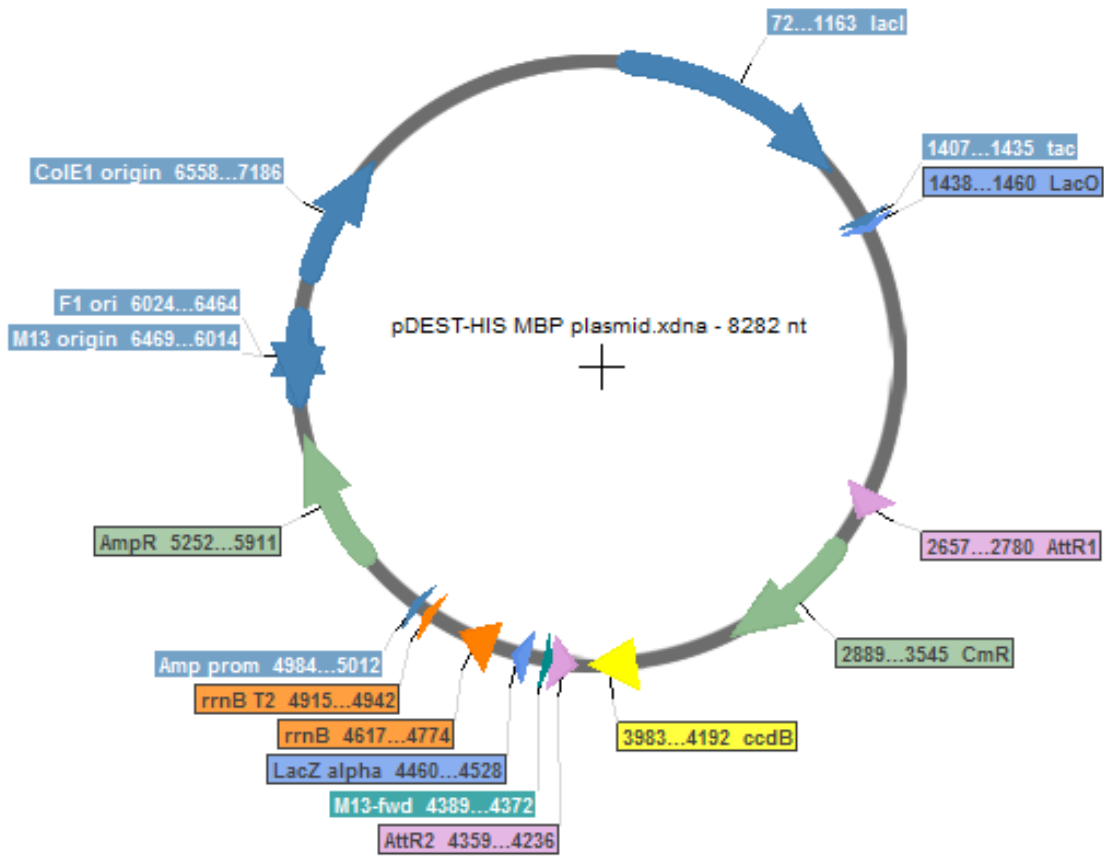 72...1163 lacI
1407...1435 tac
1438...1460 LacO
ColE1 origin 6558...7186
F1 ori 6024...6464
M13 origin 6469...6014
pDEST-HIS MBP plasmid.xdna - 8282 nt
AmpR 5252...5911
2657...2780 AttR1
2889...3545 CmR
Amp prom 4984...5012
rrnB T2 4915...4942
rrnB 4617...4774
3983...4192 ccdB
LacZ alpha 4460...4528
M13-fwd 4389...4372
AttR2 4359...4236